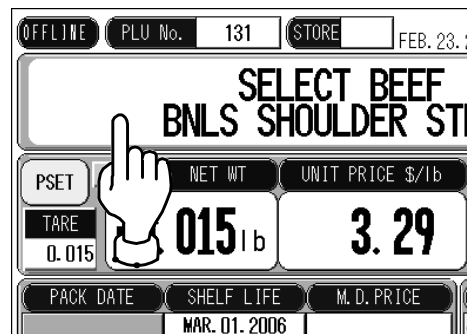 OFFLINE PLU No. 131 STORE FEB. 23.
SELECT BEEF
BNLS SHOULDER
PSET NET WT UNIT PRICE $/lb
TARE
0.015 015 lb 3.29
PACK DATE SHELF LIFE M.D.PRICE
MAR. 01. 2006